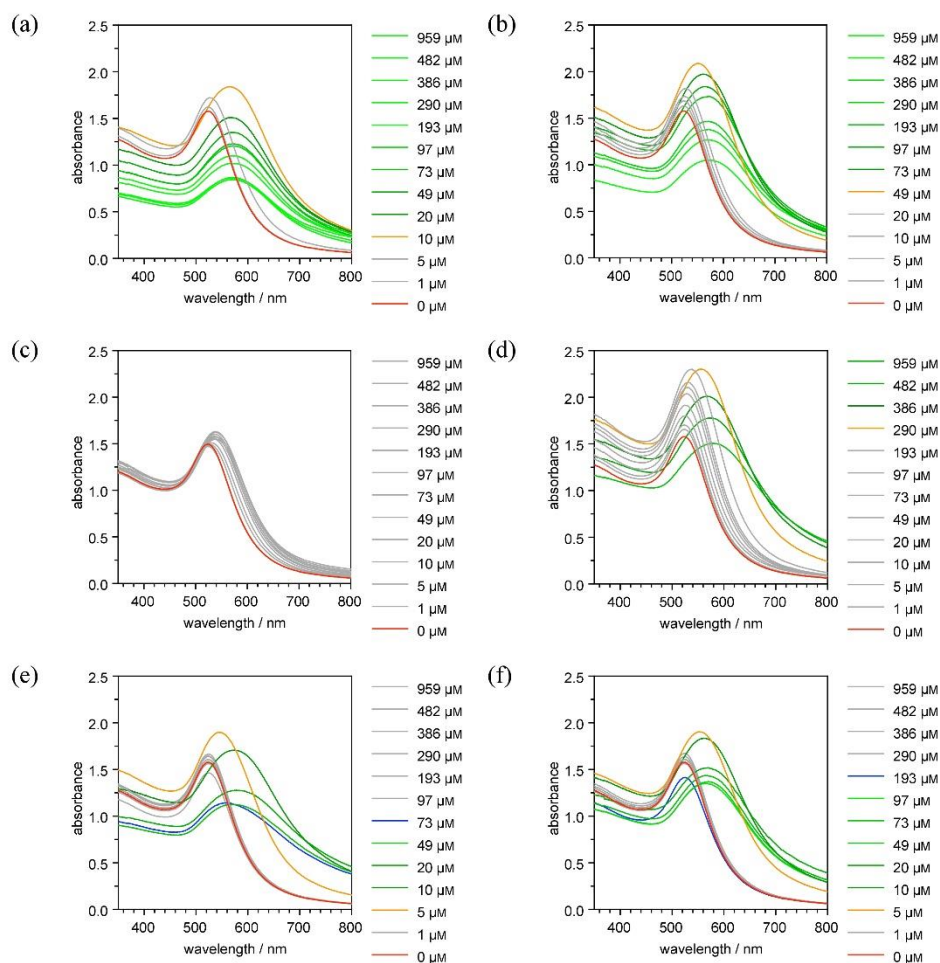 (a)
2.5
2.0
1.5
1.0
0.5
0.0
absorbance
400 500 600 700 800
wavelength / nm
959 µM
482 µM
386 µM
290 µM
193 µM
97 µM
73 µM
49 µM
20 µM
10 µM
5 µM
1 µM
0 µM
(b)
2.5
2.0
1.5
1.0
0.5
0.0
absorbance
400 500 600 700 800
wavelength / nm
959 µM
482 µM
386 µM
290 µM
193 µM
97 µM
73 µM
49 µM
20 µM
10 µM
5 µM
1 µM
0 µM
(c)
2.5
2.0
1.5
1.0
0.5
0.0
absorbance
400 500 600 700 800
wavelength / nm
959 µM
482 µM
386 µM
290 µM
193 µM
97 µM
73 µM
49 µM
20 µM
10 µM
5 µM
1 µM
0 µM
(d)
2.5
2.0
1.5
1.0
0.5
0.0
absorbance
400 500 600 700 800
wavelength / nm
959 µM
482 µM
386 µM
290 µM
193 µM
97 µM
73 µM
49 µM
20 µM
10 µM
5 µM
1 µM
0 µM
(e)
2.5
2.0
1.5
1.0
0.5
0.0
absorbance
400 500 600 700 800
wavelength / nm
959 µM
482 µM
386 µM
290 µM
193 µM
97 µM
73 µM
49 µM
20 µM
10 µM
5 µM
1 µM
0 µM
(f)
2.5
2.0
1.5
1.0
0.5
0.0
absorbance
400 500 600 700 800
wavelength / nm
959 µM
482 µM
386 µM
290 µM
193 µM
97 µM
73 µM
49 µM
20 µM
10 µM
5 µM
1 µM
0 µM